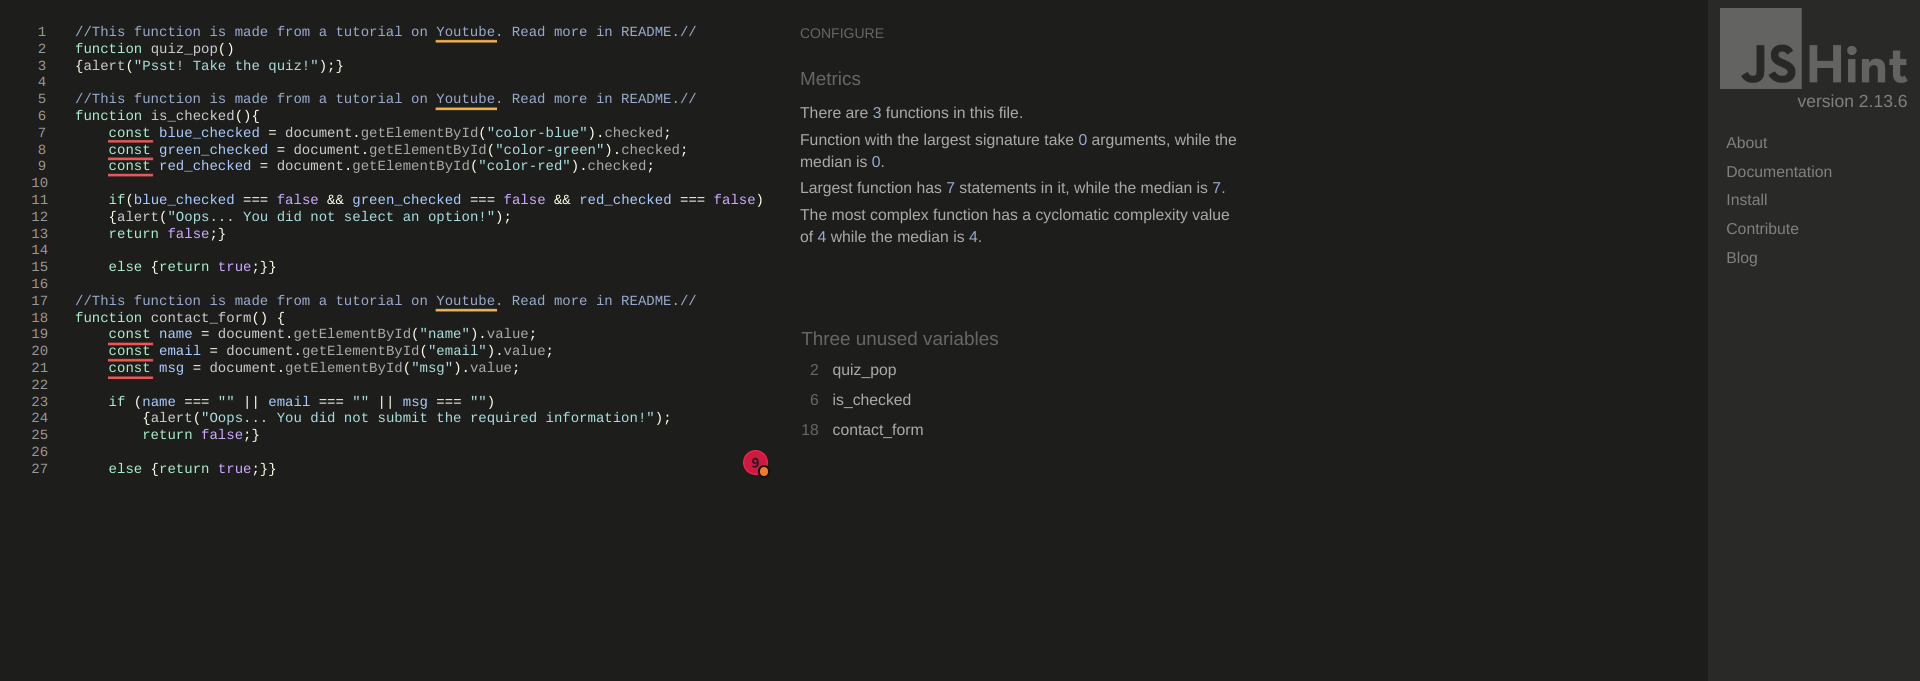 1 //This function is made from a tutorial on Youtube. Read more in README.//
2 function quiz_pop()
3 {alert("Psst! Take the quiz!");}
4
5 //This function is made from a tutorial on Youtube. Read more in README.//
6 function is_checked(){
7 const blue_checked = document.getElementById("color-blue").checked;
8 const green_checked = document.getElementById("color-green").checked;
9 const red_checked = document.getElementById("color-red").checked;
10
11 if(blue_checked === false && green_checked === false && red_checked === false)
12 {alert("Oops... You did not select an option!");
13 return false;}
14
15 else {return true;}}
16
17 //This function is made from a tutorial on Youtube. Read more in README.//
18 function contact_form() {
19 const name = document.getElementById("name").value;
20 const email = document.getElementById("email").value;
21 const msg = document.getElementById("msg").value;
22
23 if (name === "" || email === "" || msg === "")
24 {alert("Oops... You did not submit the required information!");
25 return false;}
26
27 else {return true;}}
9
CONFIGURE
Metrics
There are 3 functions in this file.
Function with the largest signature take 0 arguments, while the
median is 0.
Largest function has 7 statements in it, while the median is 7.
The most complex function has a cyclomatic complexity value
of 4 while the median is 4.
Three unused variables
2 quiz_pop
6 is_checked
18 contact_form
JSHint
version 2.13.6
About
Documentation
Install
Contribute
Blog